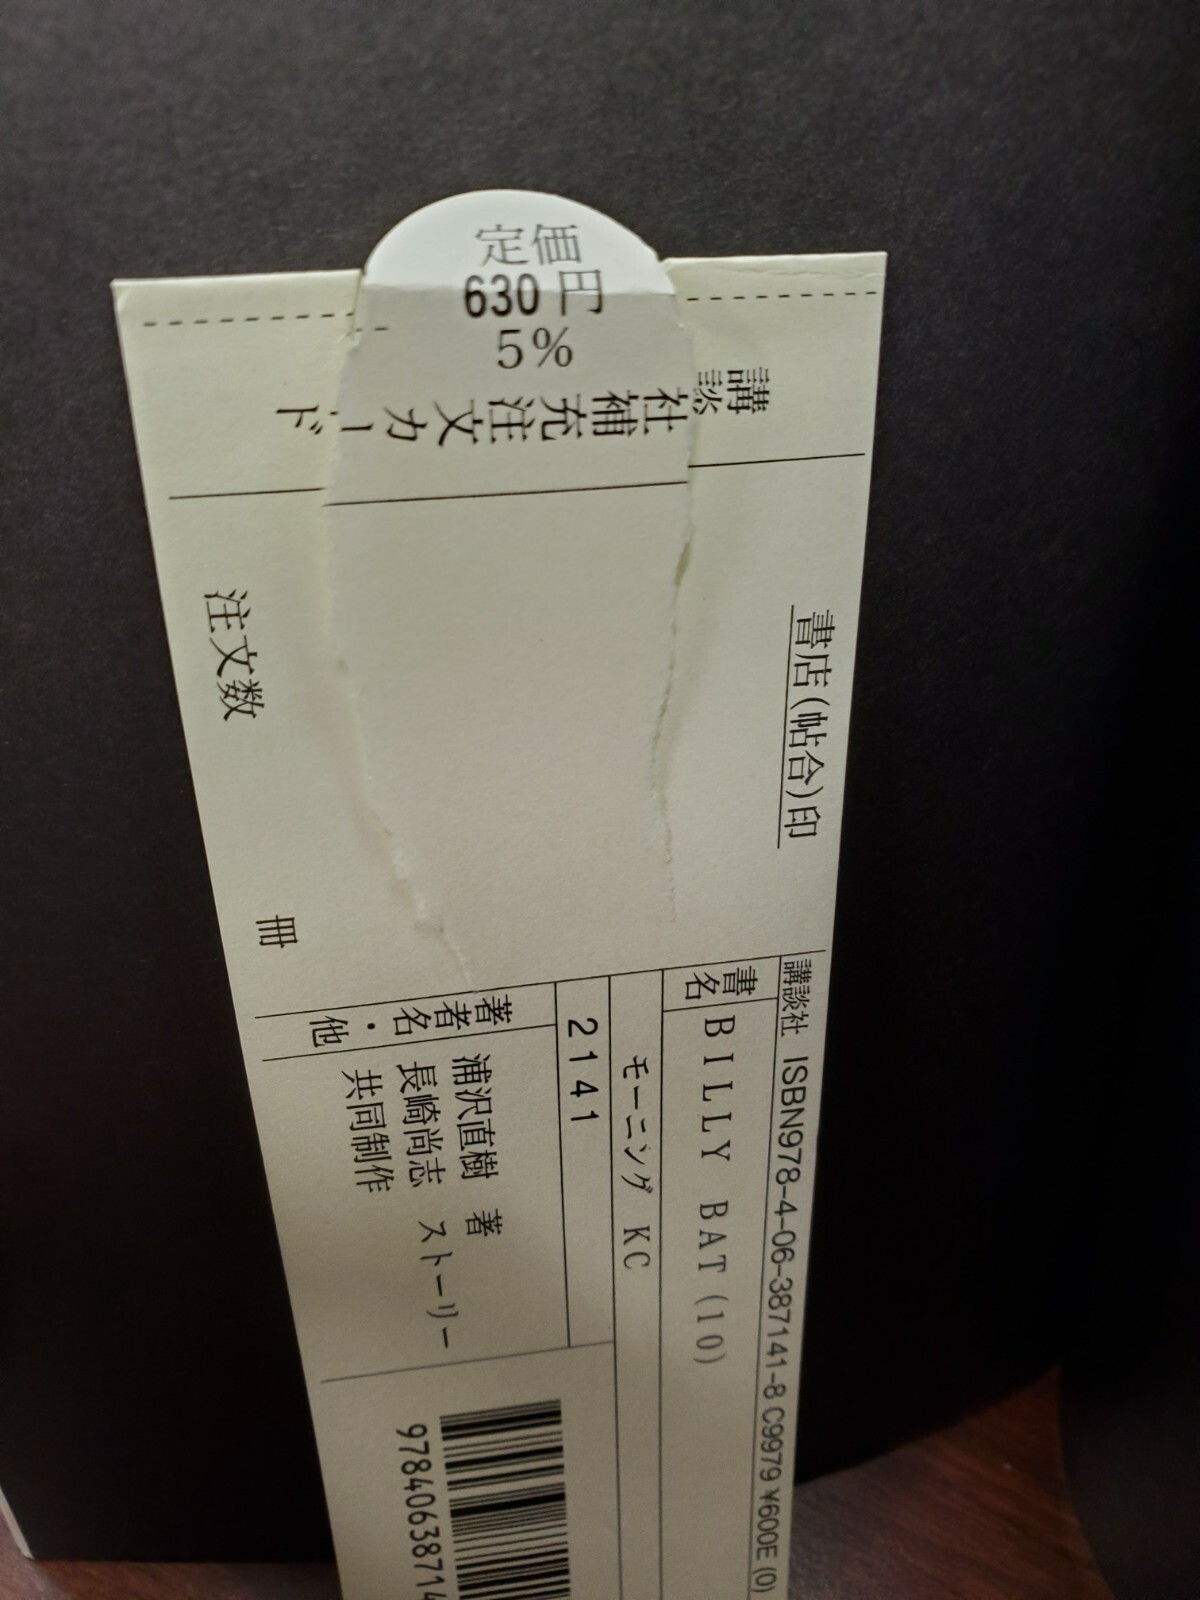 定価
630円
5%
講談社補充注文カード
書店(帖合)印
注文数
冊
講談社 ISBN978-4-06-387141-8 C9979 ¥600E (0)
書名
BILLY BAT (10)
モーニング KC
2141
著者名・他
浦沢直樹 著
長崎尚志 ストーリー
共同制作
97840638714